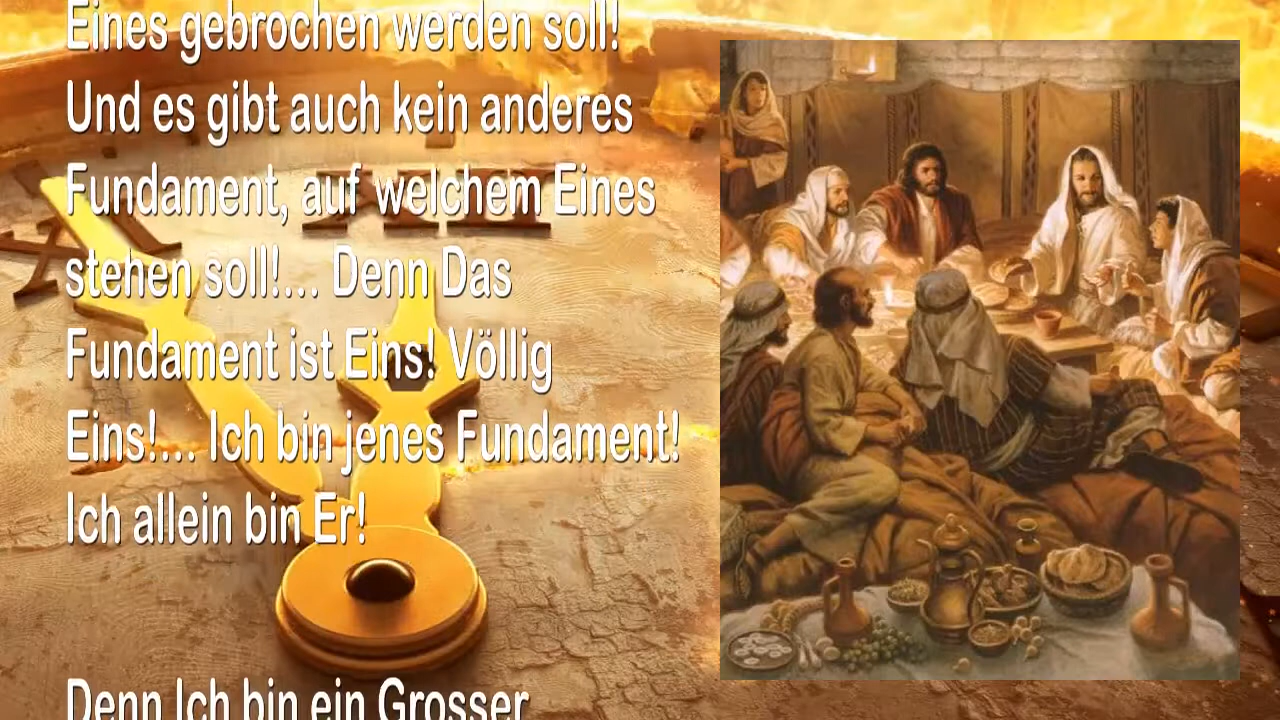 Eines gebrochen werden soll!
Und es gibt auch kein anderes
Fundament, auf welchem Eines
stehen soll!... Denn Das
Fundament ist Eins! Völlig
Eins!... Ich bin jenes Fundament!
Ich allein bin Er!
Denn Ich bin ein Grosser